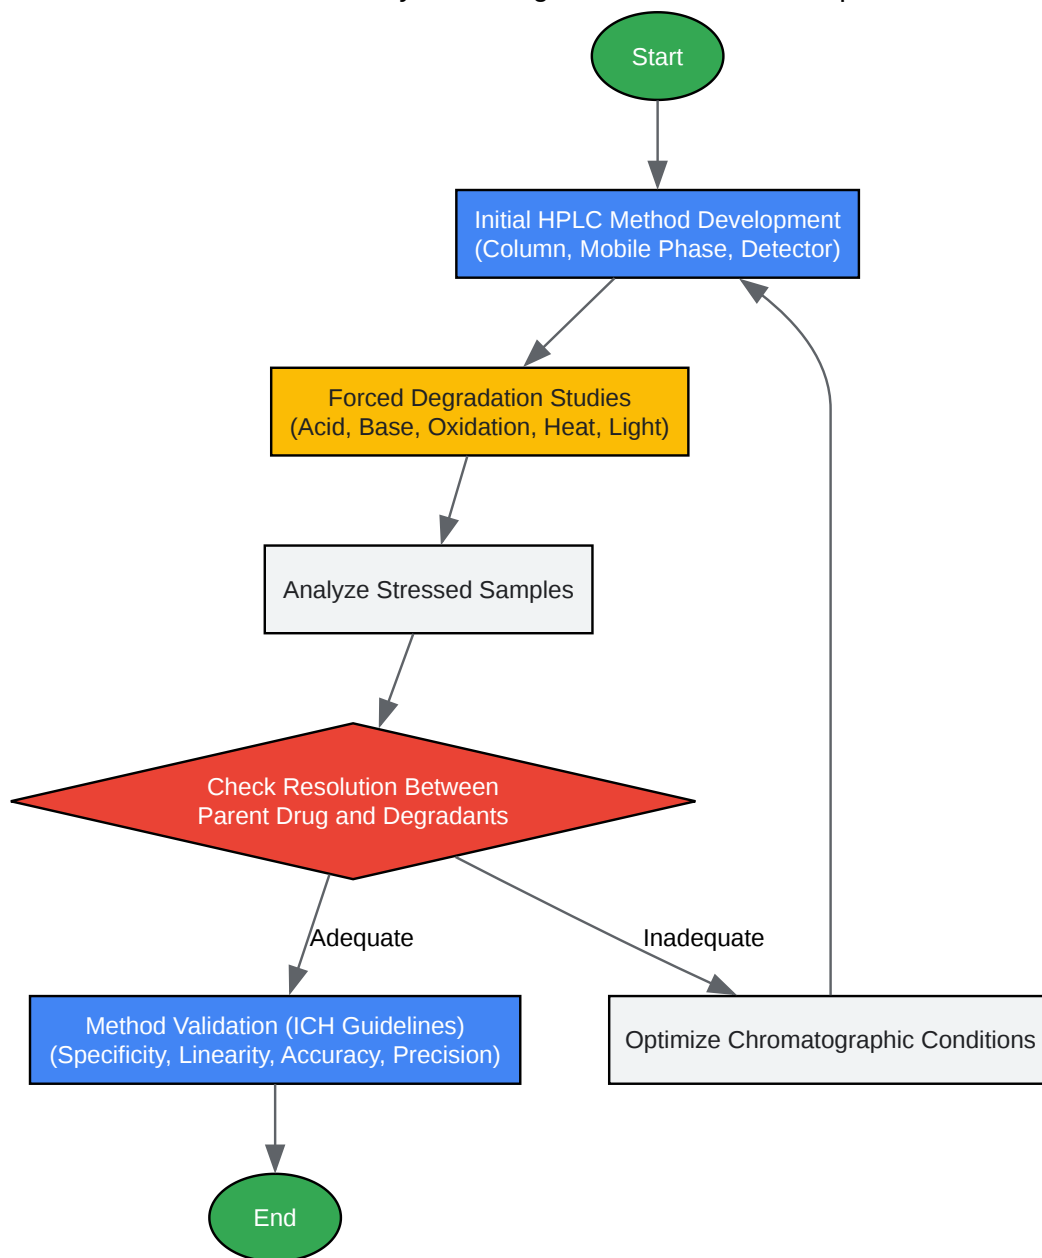 Start
Initial HPLC Method Development
(Column, Mobile Phase, Detector)
Forced Degradation Studies
(Acid, Base, Oxidation, Heat, Light)
Analyze Stressed Samples
Check Resolution Between
Parent Drug and Degradants
Adequate
Inadequate
Method Validation (ICH Guidelines)
(Specificity, Linearity, Accuracy, Precision)
Optimize Chromatographic Conditions
End